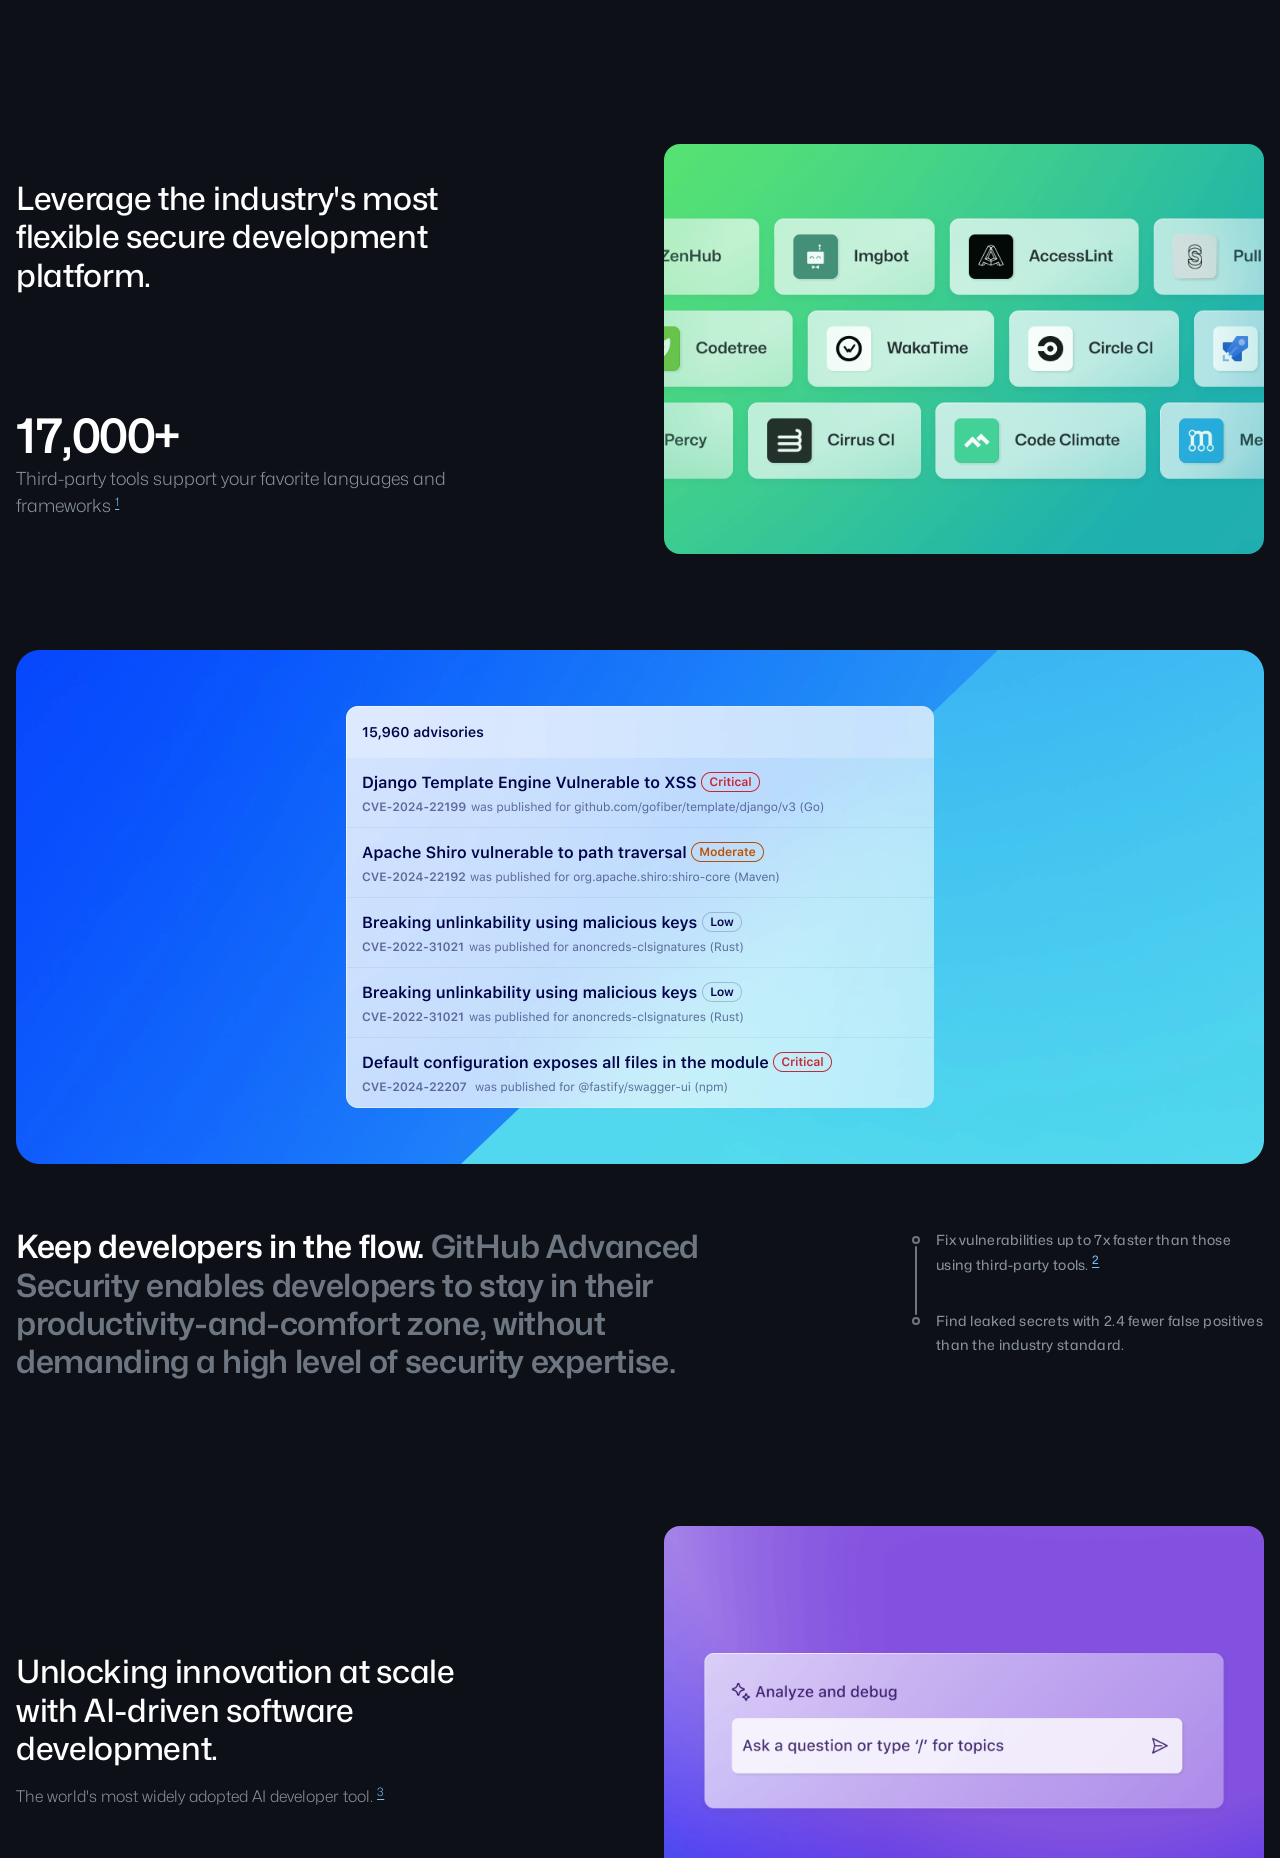 Leverage the industry's most
flexible secure development
platform.
17,000+
Third-party tools support your favorite languages and
frameworks 1
ZenHub
Imgbot
AccessLint
Pull
Codetree
WakaTime
Circle CI
Percy
Cirrus CI
Code Climate
Me
15,960 advisories
Django Template Engine Vulnerable to XSS Critical
CVE-2024-22199 was published for github.com/gofiber/template/django/v3 (Go)
Apache Shiro vulnerable to path traversal Moderate
CVE-2024-22192 was published for org.apache.shiro:shiro-core (Maven)
Breaking unlinkability using malicious keys Low
CVE-2022-31021 was published for anoncreds-clsignatures (Rust)
Breaking unlinkability using malicious keys Low
CVE-2022-31021 was published for anoncreds-clsignatures (Rust)
Default configuration exposes all files in the module Critical
CVE-2024-22207 was published for @fastify/swagger-ui (npm)
Keep developers in the flow. GitHub Advanced
Security enables developers to stay in their
productivity-and-comfort zone, without
demanding a high level of security expertise.
Fix vulnerabilities up to 7x faster than those
using third-party tools. 2
Find leaked secrets with 2.4 fewer false positives
than the industry standard.
Unlocking innovation at scale
with AI-driven software
development.
The world's most widely adopted AI developer tool. 3
Analyze and debug
Ask a question or type ‘/’ for topics